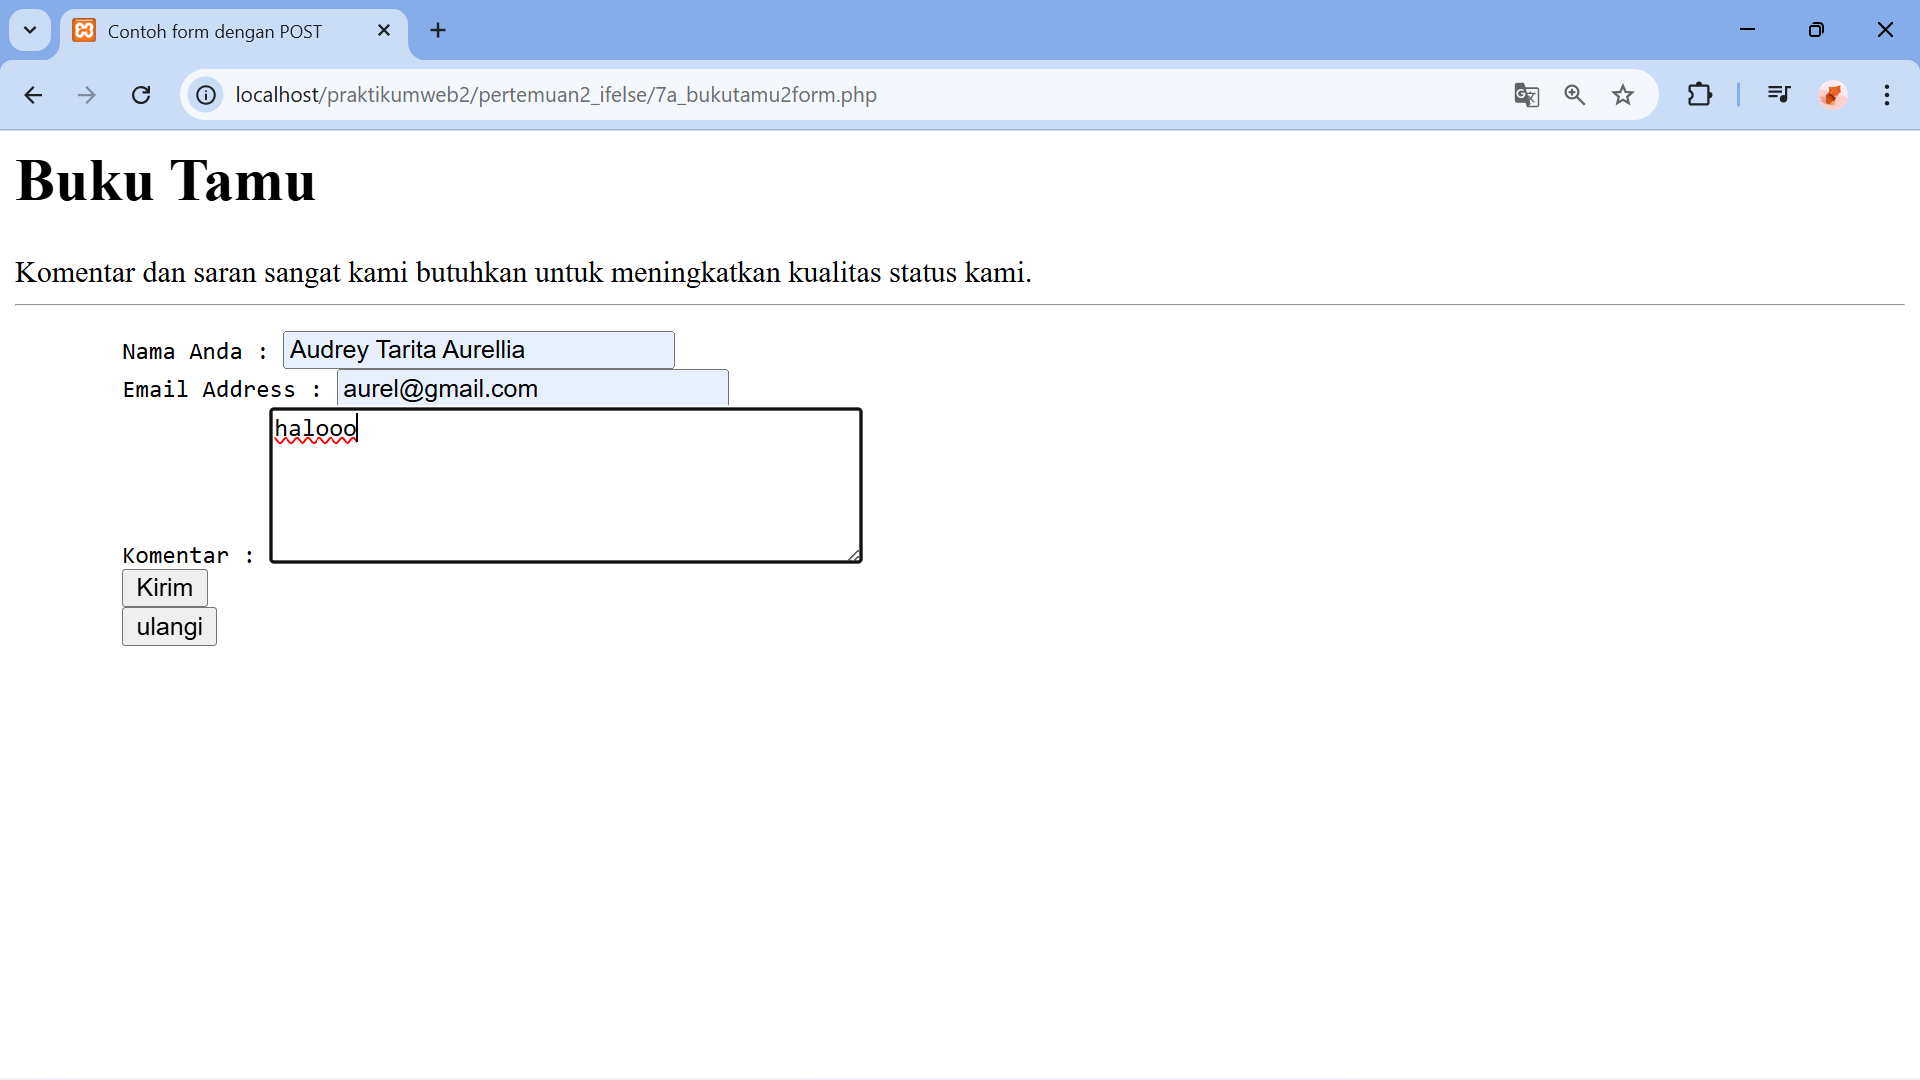 Contoh form dengan POST
localhost/praktikumweb2/pertemuan2_ifelse/7a_bukutamu2form.php
Buku Tamu
Komentar dan saran sangat kami butuhkan untuk meningkatkan kualitas status kami.
Nama Anda : Audrey Tarita Aurellia
Email Address : aurel@gmail.com
halooo
Komentar :
Kirim
ulangi